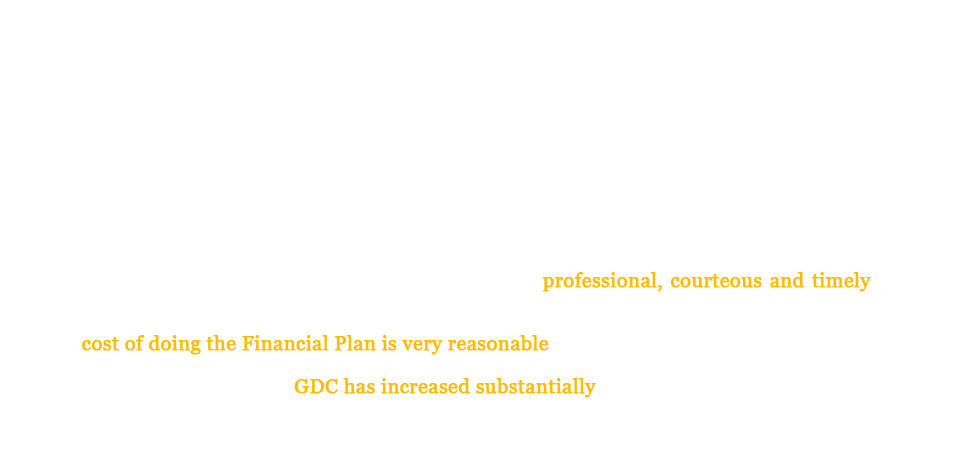 professional, courteous and timely
cost of doing the Financial Plan is very reasonable
GDC has increased substantially